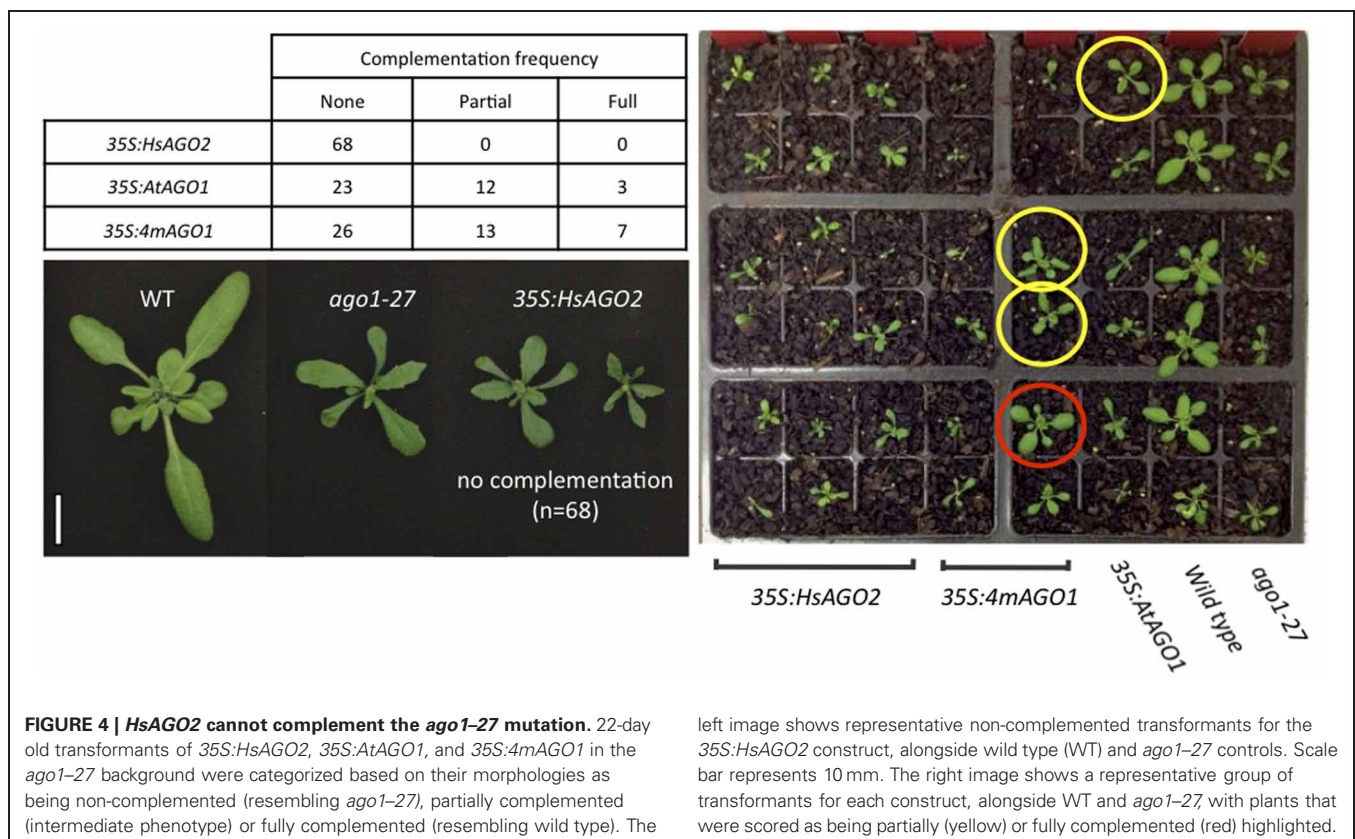 Complementation frequency
None Partial Full
35S:HsAGO2 68 0 0
35S:AtAGO1 23 12 3
35S:4mAGO1 26 13 7
WT ago1-27 35S:HsAGO2
no complementation
(n=68)
35S:HsAGO2 35S:4mAGO1 35S:AtAGO1 Wild type ago1-27
FIGURE 4 | HsAGO2 cannot complement the ago1–27 mutation. 22-day
old transformants of 35S:HsAGO2, 35S:AtAGO1, and 35S:4mAGO1 in the
ago1–27 background were categorized based on their morphologies as
being non-complemented (resembling ago1–27), partially complemented
(intermediate phenotype) or fully complemented (resembling wild type). The
left image shows representative non-complemented transformants for the
35S:HsAGO2 construct, alongside wild type (WT) and ago1–27 controls. Scale
bar represents 10 mm. The right image shows a representative group of
transformants for each construct, alongside WT and ago1–27, with plants that
were scored as being partially (yellow) or fully complemented (red) highlighted.